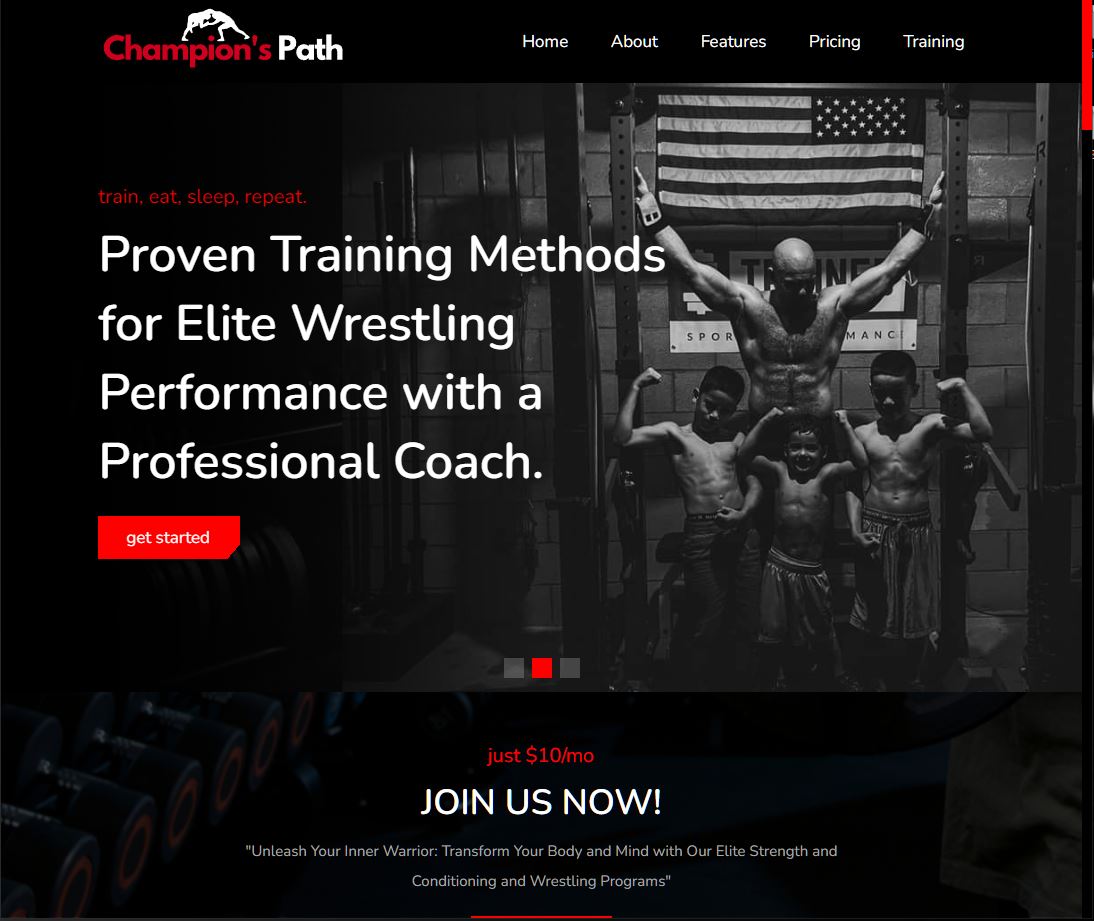 Champion's Path
Home About Features Pricing Training
train, eat, sleep, repeat.
Proven Training Methods
for Elite Wrestling
Performance with a
Professional Coach.
get started
just $10/mo
JOIN US NOW!
"Unleash Your Inner Warrior: Transform Your Body and Mind with Our Elite Strength and
Conditioning and Wrestling Programs"